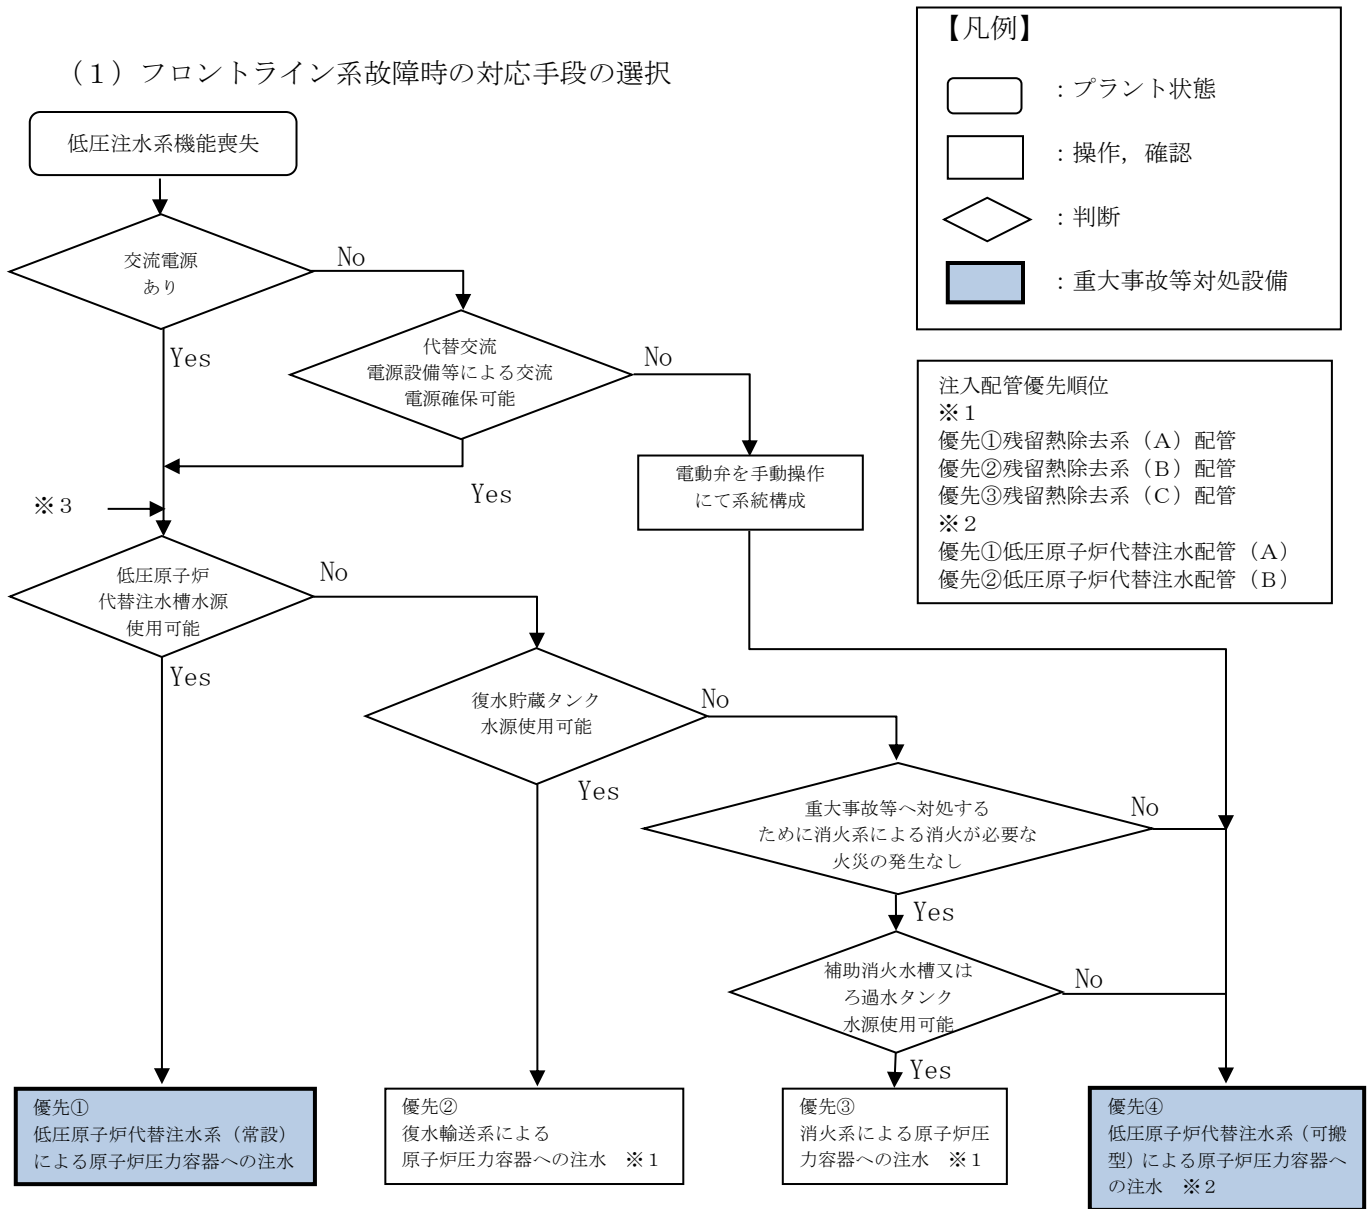 （１）フロントライン系故障時の対応手段の選択
【凡例】
：プラント状態
：操作，確認
：判断
：重大事故等対処設備
低圧注水系機能喪失
交流電源
あり
No
Yes
代替交流
電源設備等による交流
電源確保可能
No
Yes
電動弁を手動操作
にて系統構成
注入配管優先順位
※１
優先①残留熱除去系（Ａ）配管
優先②残留熱除去系（Ｂ）配管
優先③残留熱除去系（Ｃ）配管
※２
優先①低圧原子炉代替注水配管（Ａ）
優先②低圧原子炉代替注水配管（Ｂ）
※３
低圧原子炉
代替注水槽水源
使用可能
No
Yes
復水貯蔵タンク
水源使用可能
No
Yes
重大事故等へ対処する
ために消火系による消火が必要な
火災の発生なし
No
Yes
補助消火水槽又は
ろ過水タンク
水源使用可能
No
Yes
優先①
低圧原子炉代替注水系（常設）
による原子炉圧力容器への注水
優先②
復水輸送系による
原子炉圧力容器への注水　※１
優先③
消火系による原子炉圧
力容器への注水　※１
優先④
低圧原子炉代替注水系（可搬
型）による原子炉圧力容器へ
の注水　※２